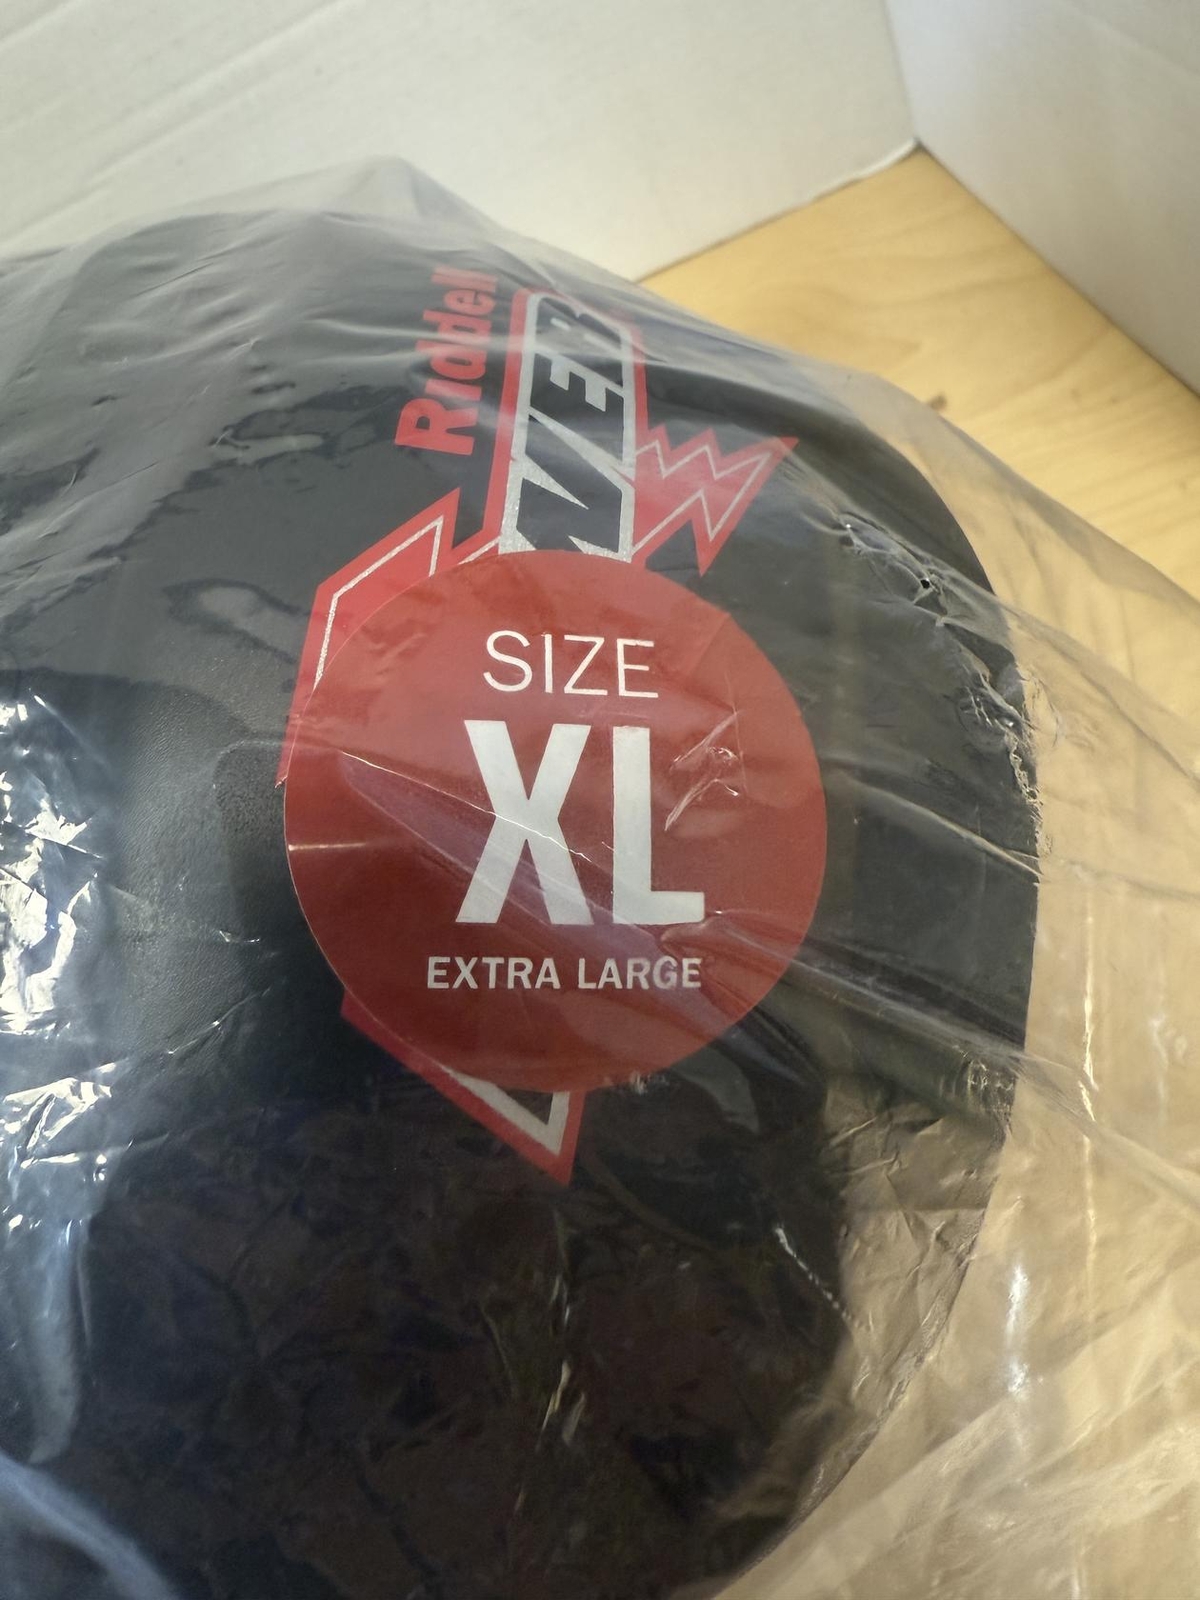 Riddell
SIZE
XL
EXTRA LARGE